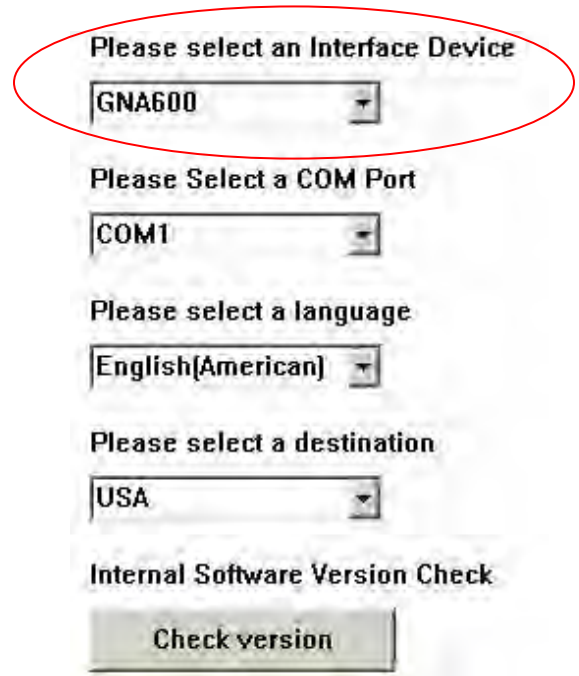 Please select an Interface Device
GNA600
Please Select a COM Port
COM1
Please select a language
English(American)
Please select a destination
USA
Internal Software Version Check
Check version